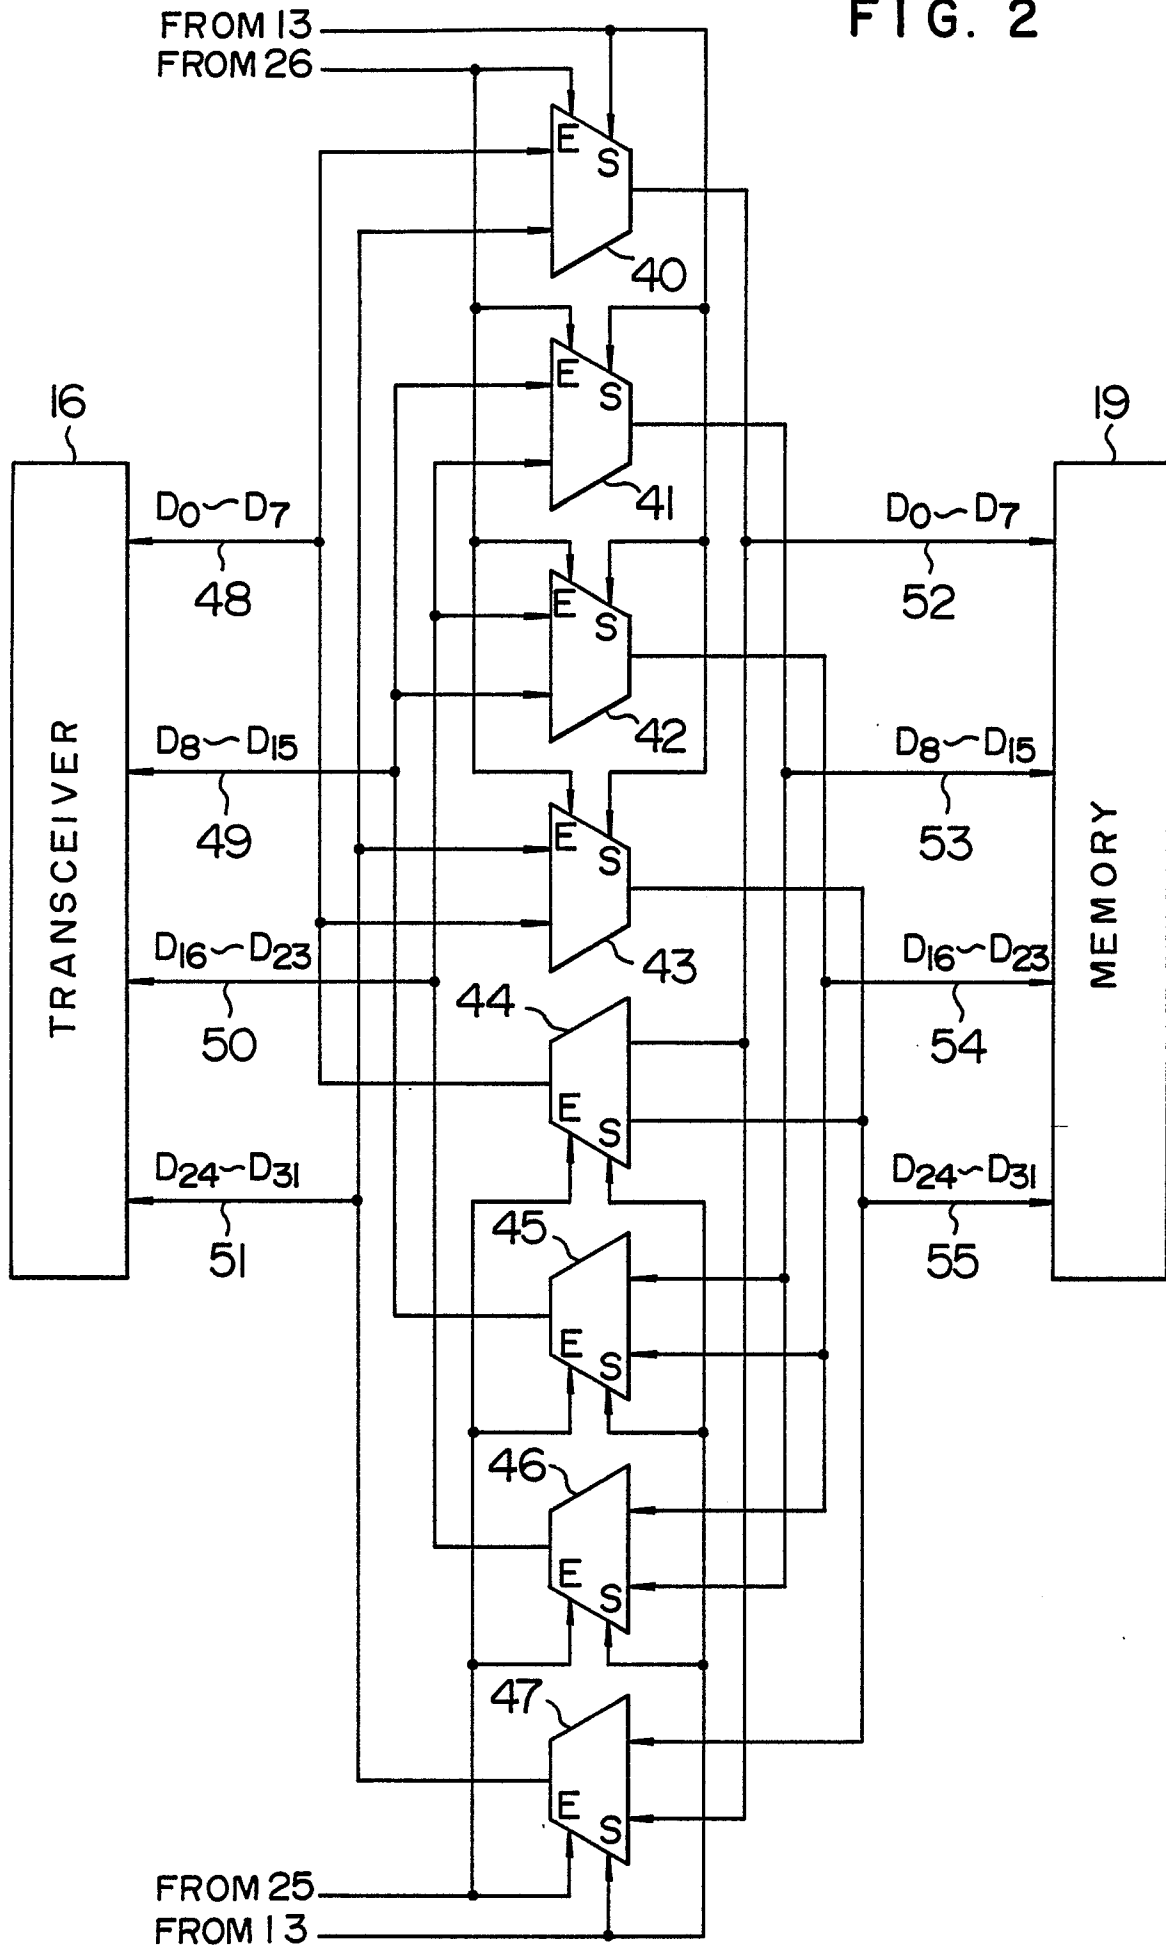 FIG. 2
FROM 13
FROM 26
E
S
40
E
S
41
16
19
D0~D7
48
D0~D7
52
E
S
42
TRANSCEIVER
MEMORY
D8~D15
49
D8~D15
53
E
S
43
D16~D23
50
D16~D23
54
44
E
S
D24~D31
51
D24~D31
55
45
E
S
46
E
S
47
E
S
FROM 25
FROM 13